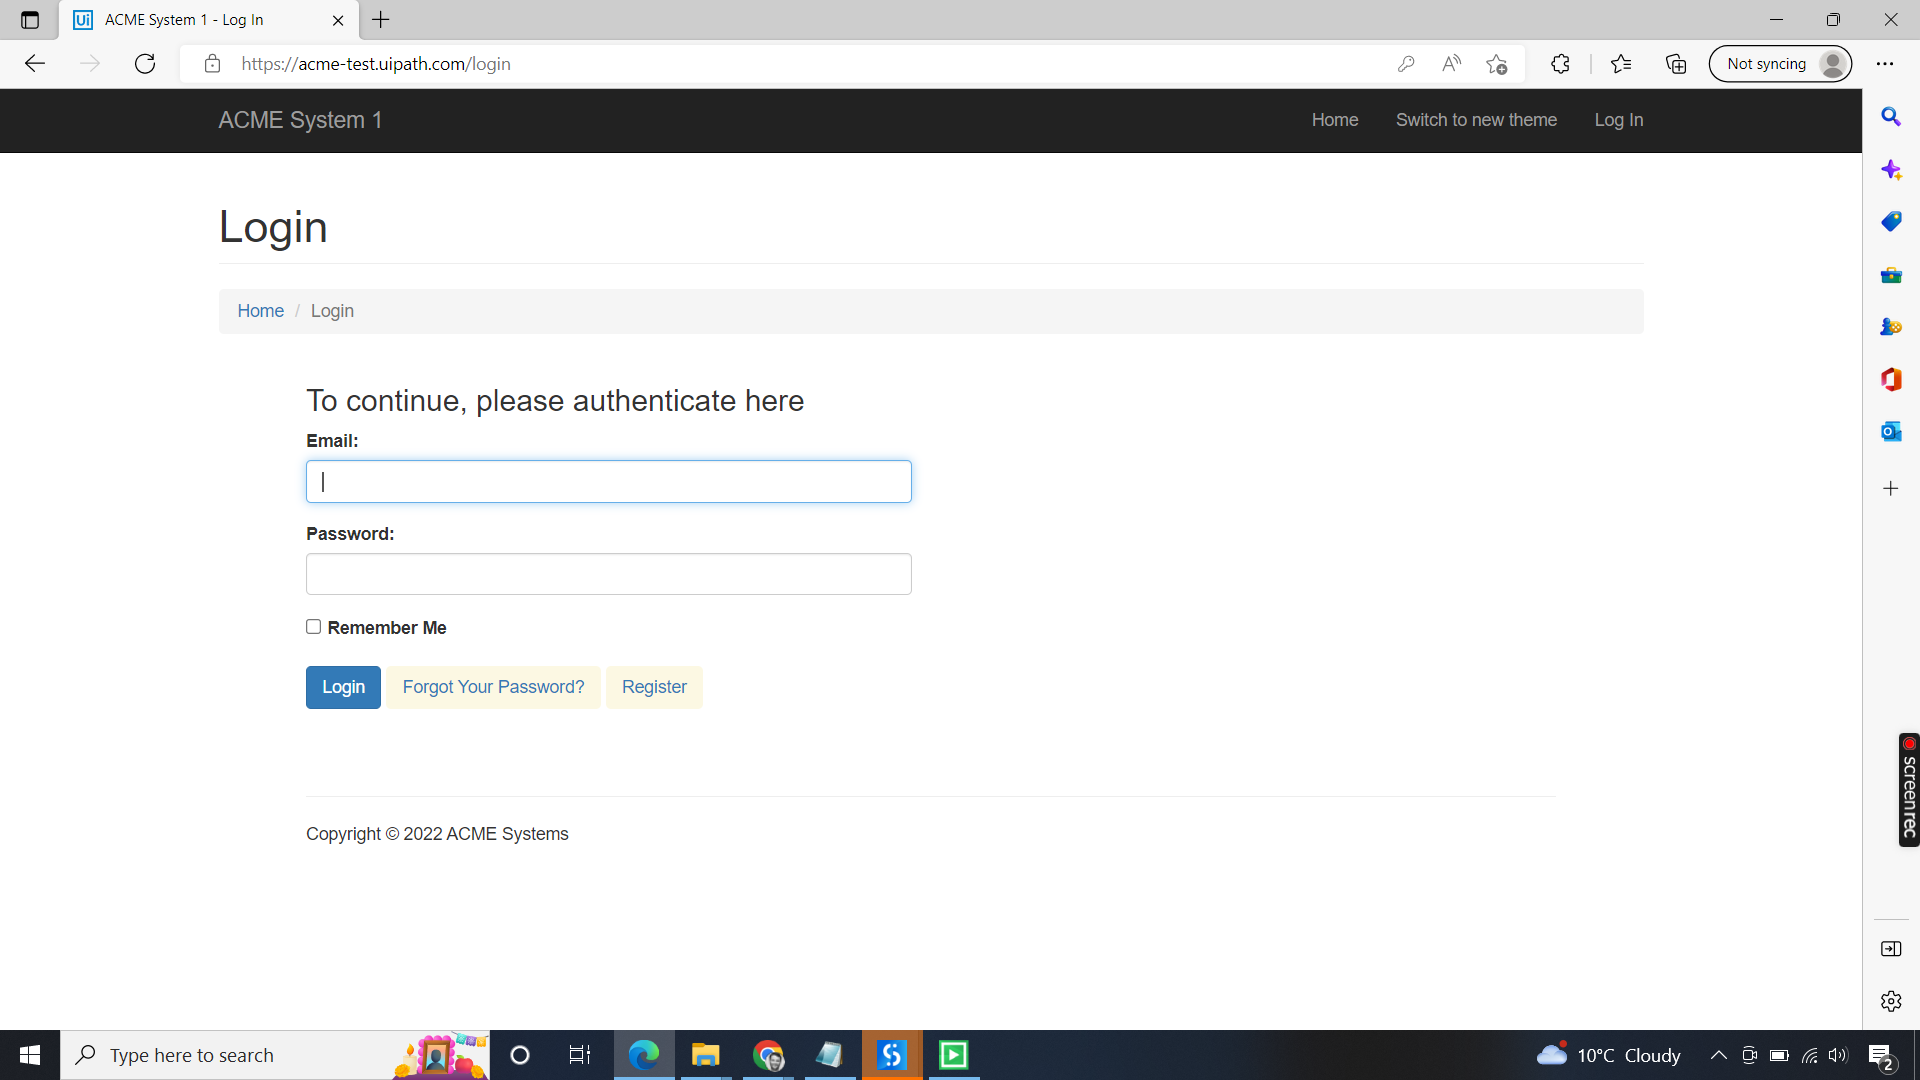 Ui ACME System 1 - Log In
https://acme-test.uipath.com/login
Not syncing
ACME System 1
Home Switch to new theme Log In
Login
Home / Login
To continue, please authenticate here
Email:
Password:
Remember Me
Login Forgot Your Password? Register
screenrec
Copyright © 2022 ACME Systems
Type here to search
10°C Cloudy
2